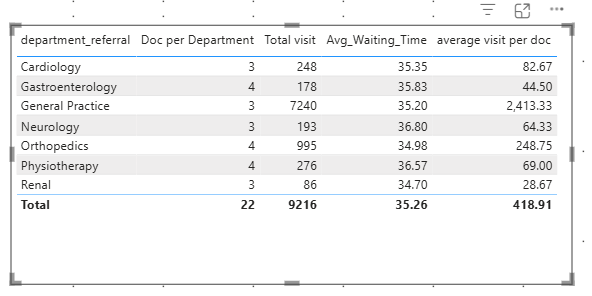 department_referral Doc per Department Total visit Avg_Waiting_Time average visit per doc
Cardiology 3 248 35.35 82.67
Gastroenterology 4 178 35.83 44.50
General Practice 3 7240 35.20 2,413.33
Neurology 3 193 36.80 64.33
Orthopedics 4 995 34.98 248.75
Physiotherapy 4 276 36.57 69.00
Renal 3 86 34.70 28.67
Total 22 9216 35.26 418.91